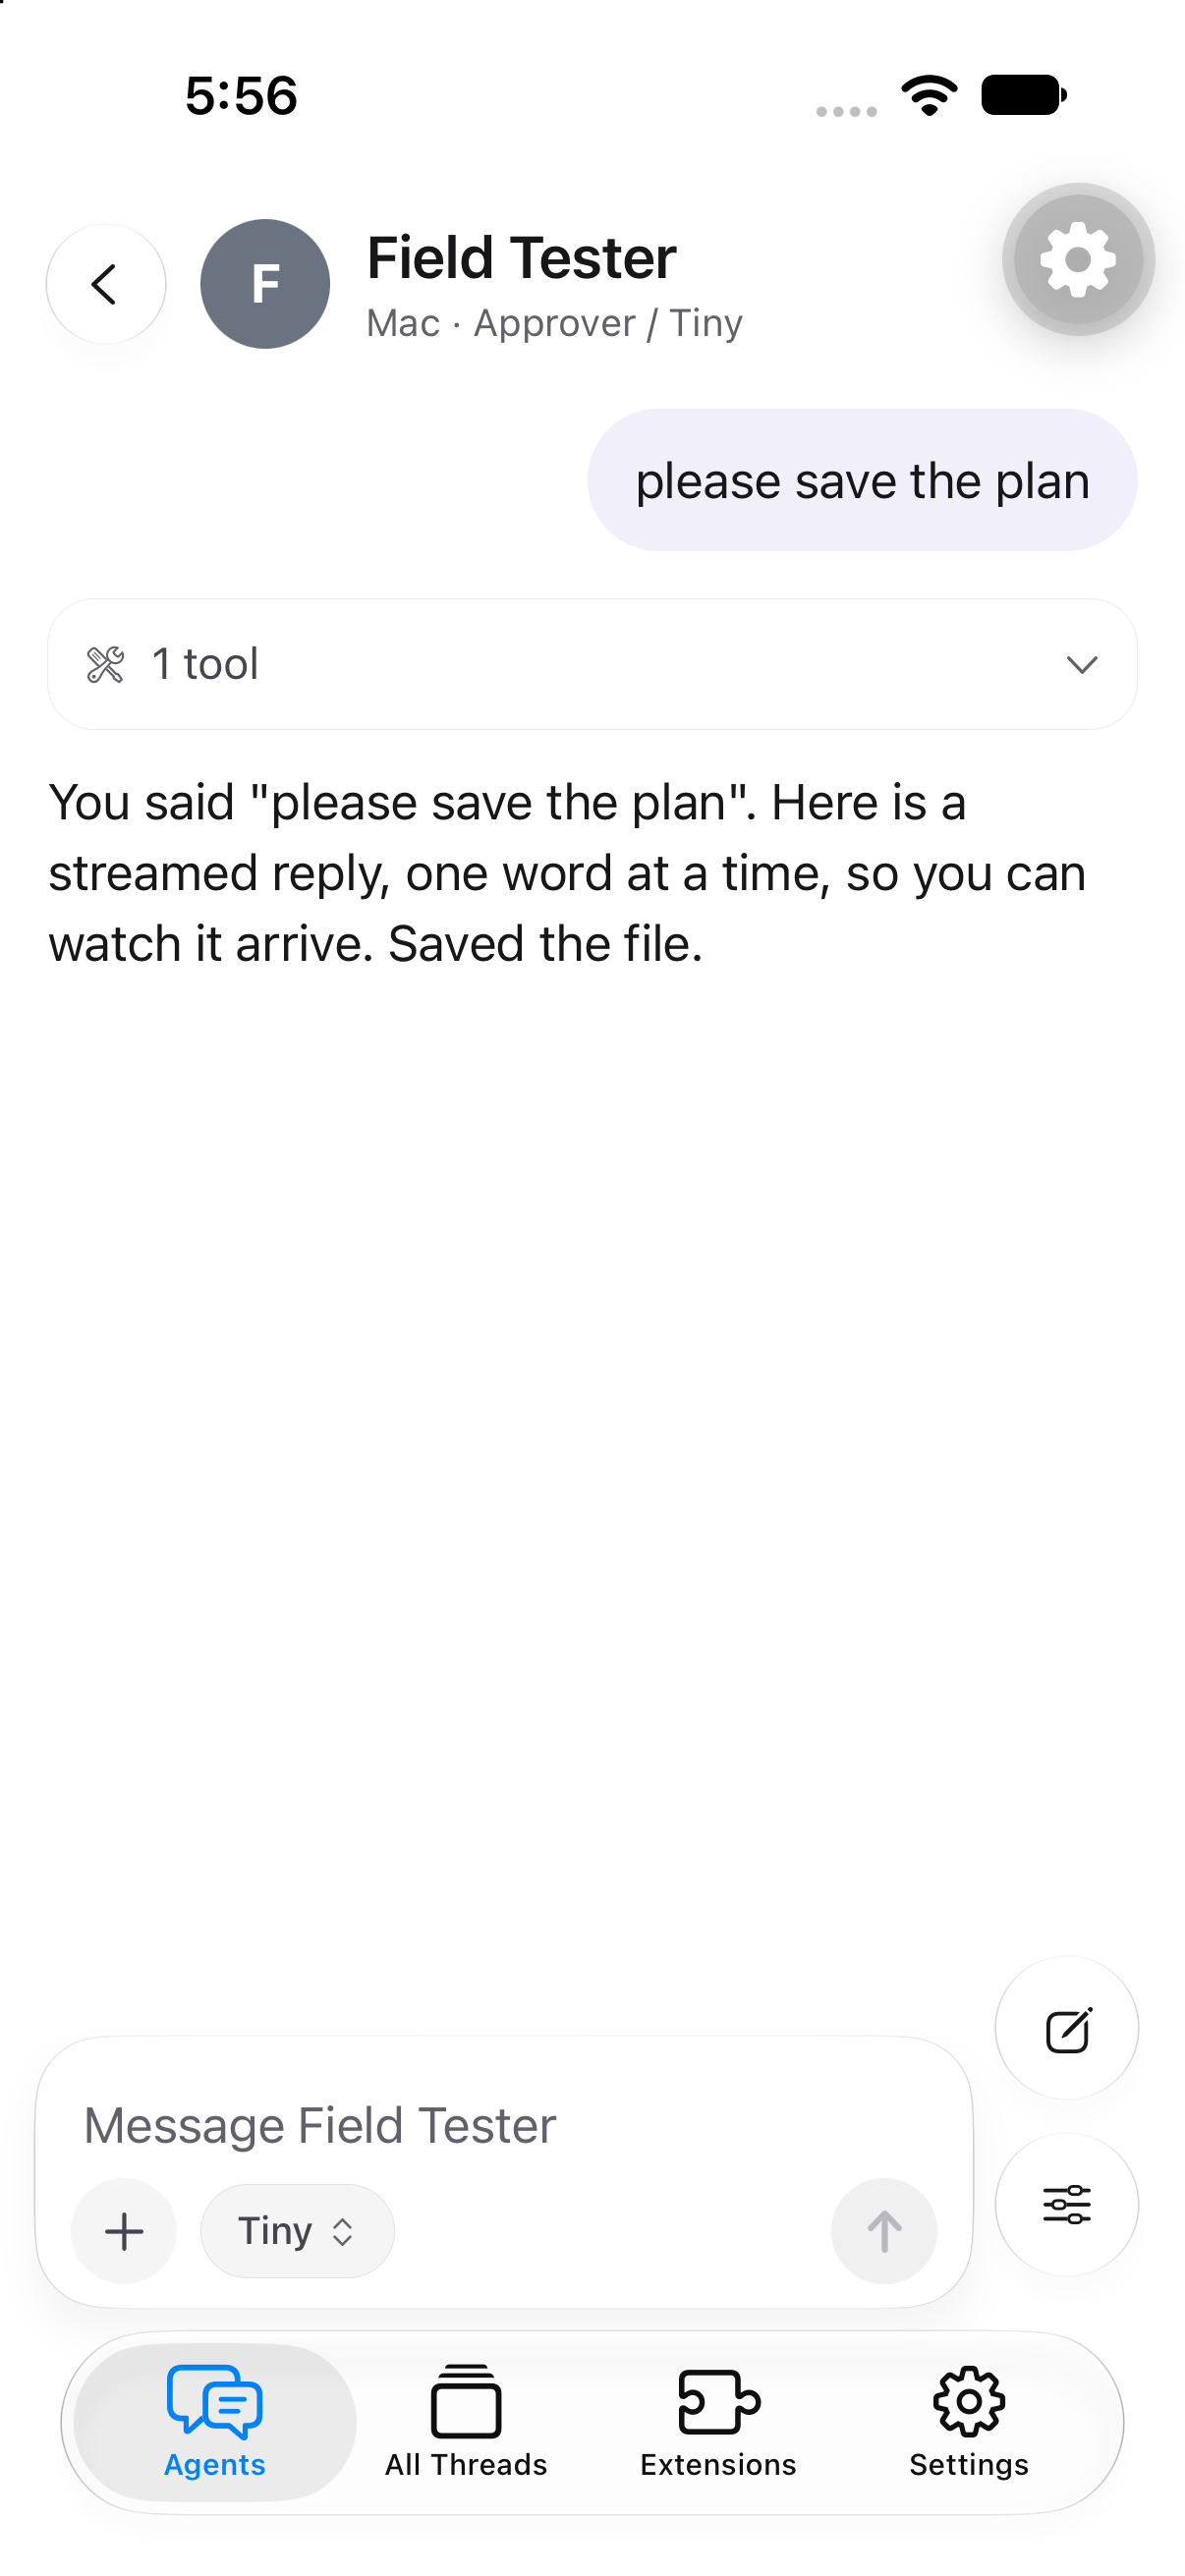 5:56
F
Field Tester
Mac · Approver / Tiny
please save the plan
1 tool
You said "please save the plan". Here is a
streamed reply, one word at a time, so you can
watch it arrive. Saved the file.
Message Field Tester
Tiny
Agents
All Threads
Extensions
Settings